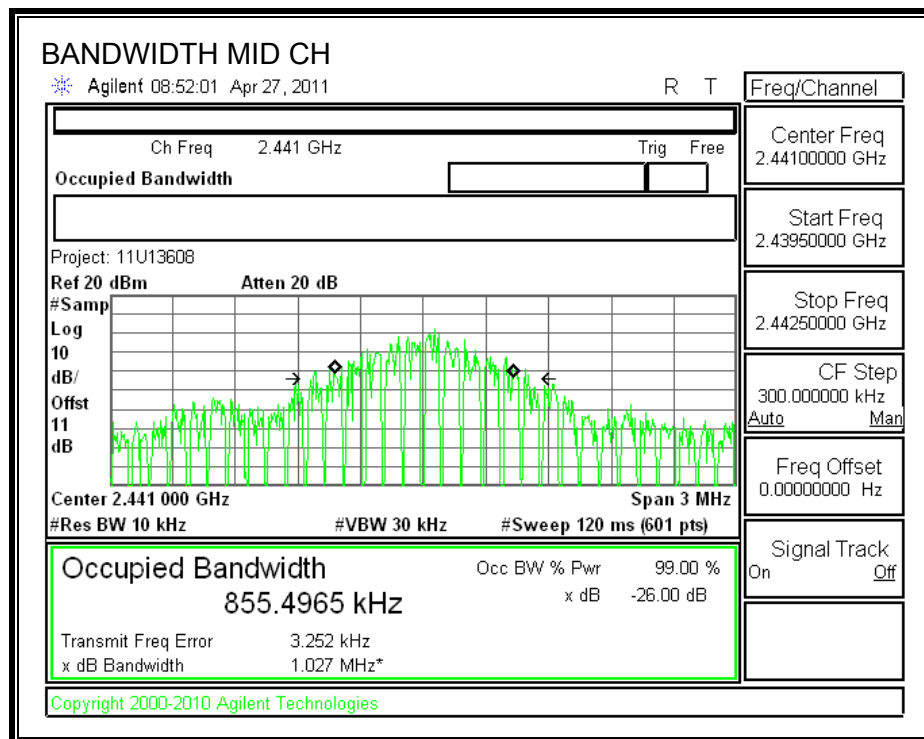 BANDWIDTH MID CH
Agilent 08:52:01 Apr 27, 2011 R T
Freq/Channel
Ch Freq 2.441 GHz Trig Free
Occupied Bandwidth
Center Freq
2.44100000 GHz
Start Freq
2.43950000 GHz
Stop Freq
2.44250000 GHz
CF Step
300.000000 kHz
Auto Man
Freq Offset
0.00000000 Hz
Signal Track
On Off
Project: 11U13608
Ref 20 dBm Atten 20 dB
#Samp
Log
10
dB/
Offst
11
dB
Center 2.441 000 GHz Span 3 MHz
#Res BW 10 kHz #VBW 30 kHz #Sweep 120 ms (601 pts)
Occupied Bandwidth Occ BW % Pwr 99.00 %
855.4965 kHz x dB -26.00 dB
Transmit Freq Error 3.252 kHz
x dB Bandwidth 1.027 MHz*
Copyright 2000-2010 Agilent Technologies